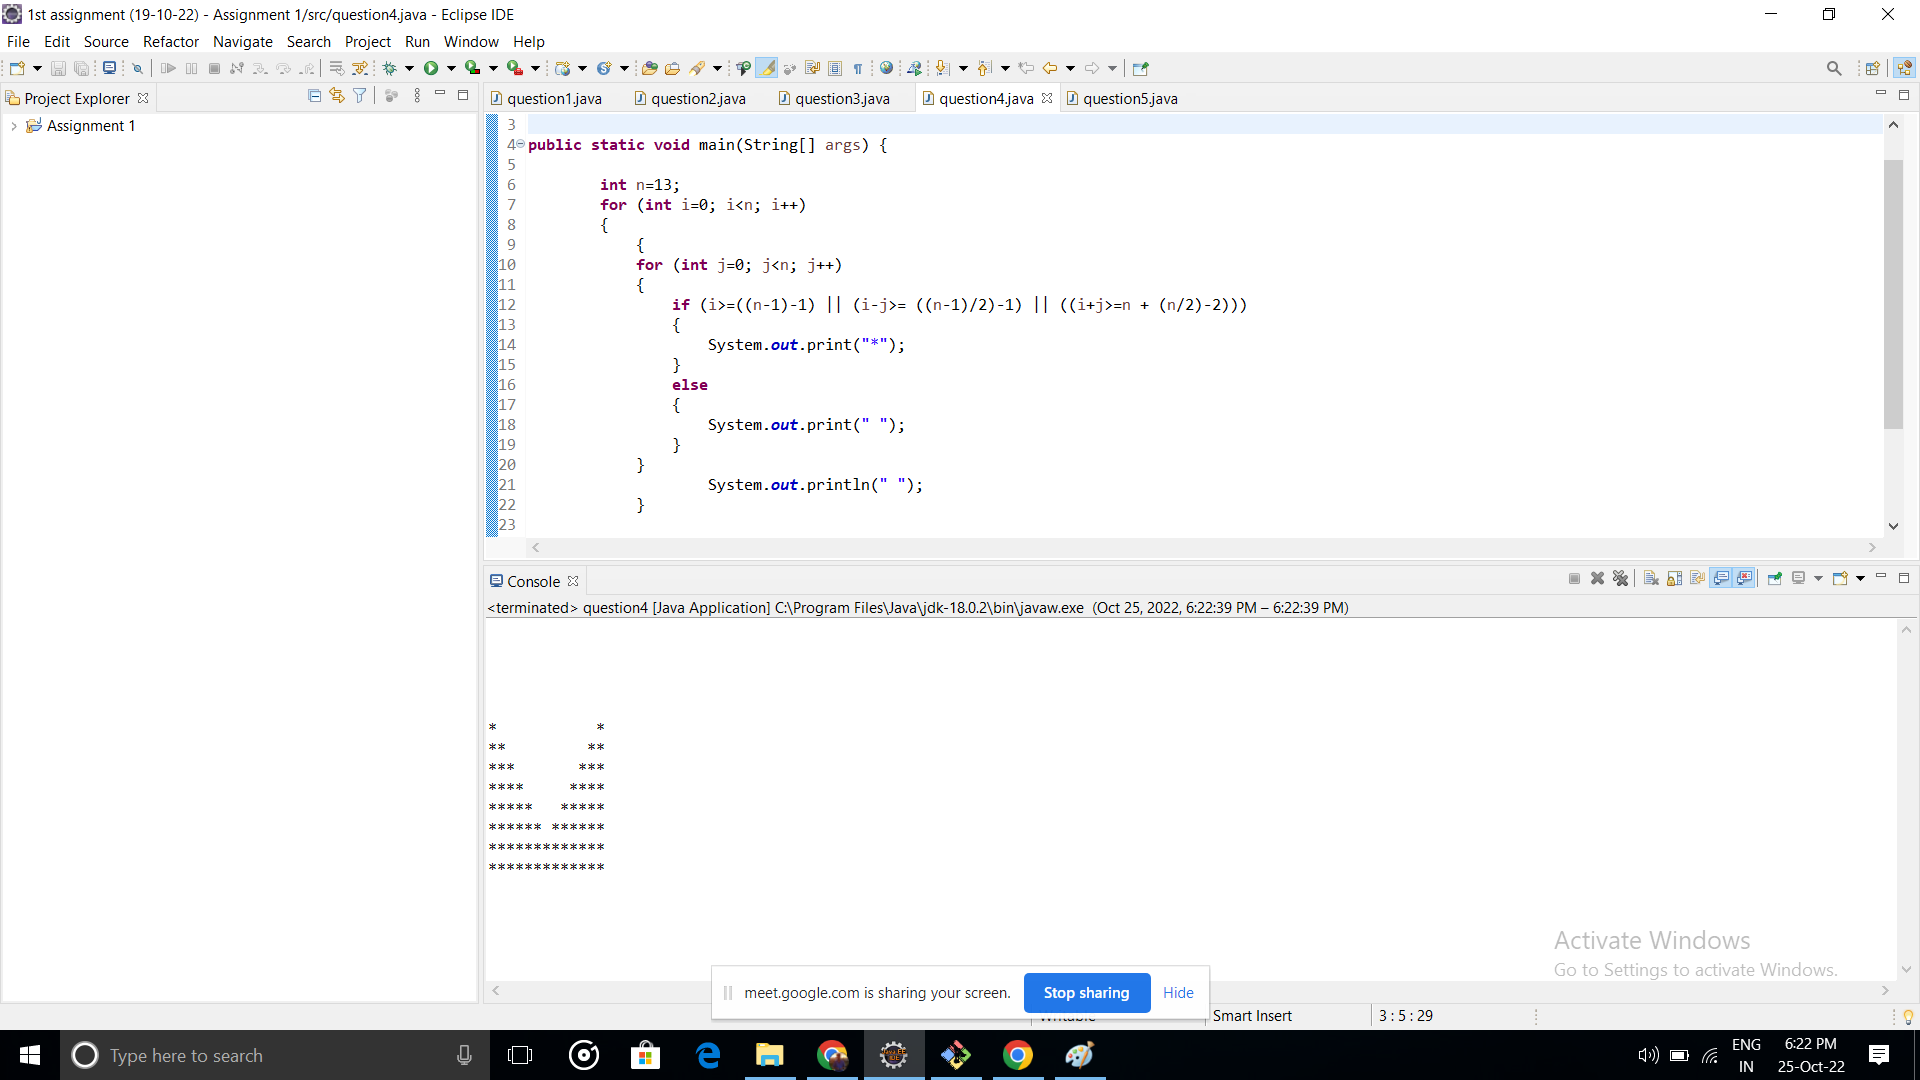 1st assignment (19-10-22) - Assignment 1/src/question4.java - Eclipse IDE
File Edit Source Refactor Navigate Search Project Run Window Help
Project Explorer
Assignment 1
question1.java question2.java question3.java question4.java question5.java
3
4 public static void main(String[] args) {
5
6 int n=13;
7 for (int i=0; i<n; i++)
8 {
9 {
10 for (int j=0; j<n; j++)
11 {
12 if (i>=((n-1)-1) || (i-j>= ((n-1)/2)-1) || ((i+j>=n + (n/2)-2)))
13 {
14 System.out.print("*");
15 }
16 else
17 {
18 System.out.print(" ");
19 }
20 }
21 System.out.println(" ");
22 }
23
Console
<terminated> question4 [Java Application] C:\Program Files\Java\jdk-18.0.2\bin\javaw.exe (Oct 25, 2022, 6:22:39 PM – 6:22:39 PM)
*           *
**         **
***       ***
****     ****
*****   *****
****** ******
*************
*************
Activate Windows
Go to Settings to activate Windows.
meet.google.com is sharing your screen. Stop sharing Hide
Writable Smart Insert 3 : 5 : 29
Type here to search
ENG 6:22 PM
IN 25-Oct-22